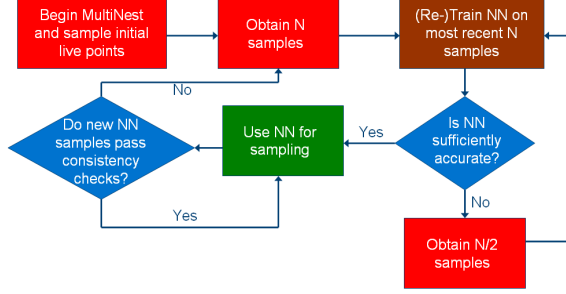 Begin MultiNest
and sample initial
live points
Obtain N
samples
(Re-)Train NN on
most recent N
samples
No
Do new NN
samples pass
consistency
checks?
Use NN for
sampling
Yes
Is NN
sufficiently
accurate?
Yes
No
Obtain N/2
samples